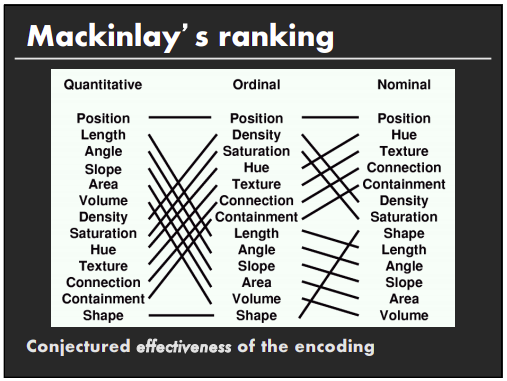 Mackinlay's ranking
Quantitative Ordinal Nominal
Position Position Position
Length Density Hue
Angle Saturation Texture
Slope Hue Connection
Area Texture Containment
Volume Connection Density
Density Containment Saturation
Saturation Length Shape
Hue Angle Length
Texture Slope Angle
Connection Area Slope
Containment Volume Area
Shape Shape Volume
Conjectured effectiveness of the encoding